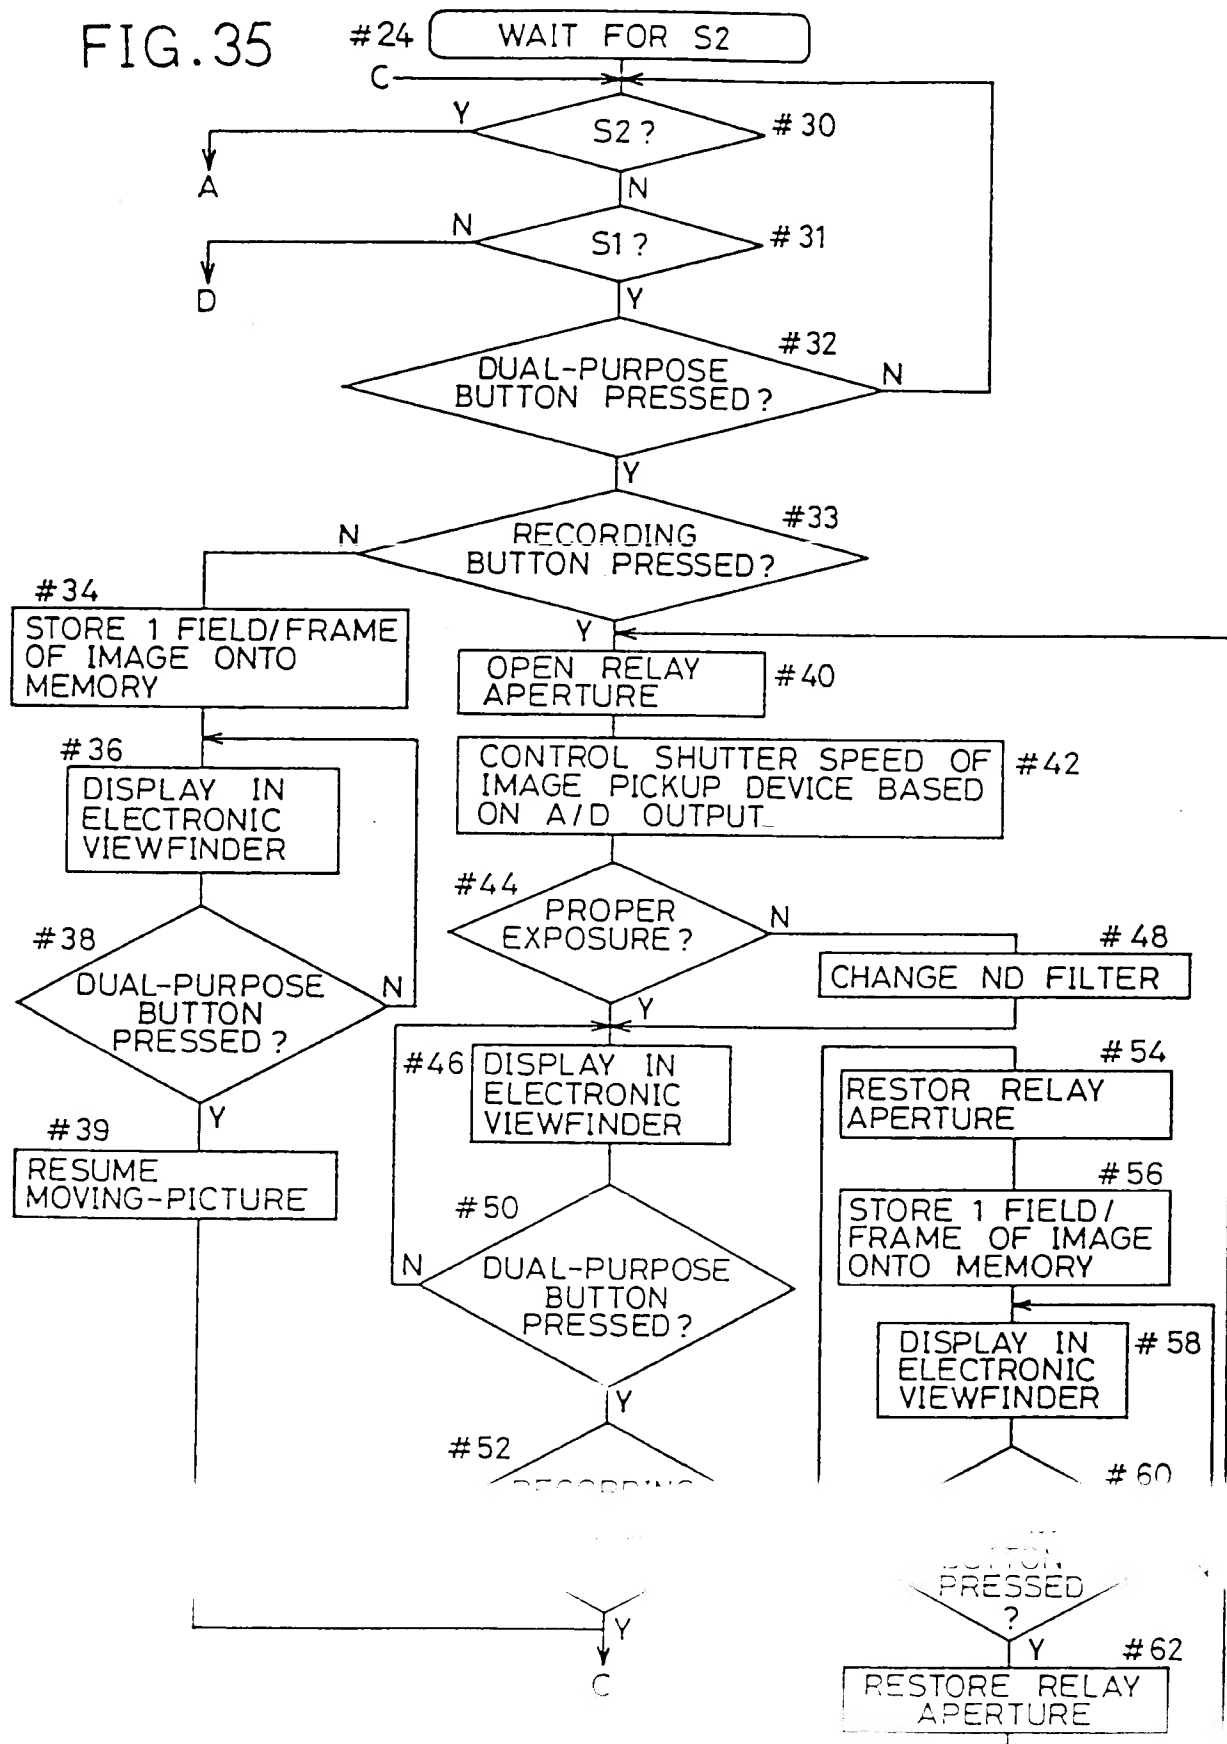 FIG.35
#24
WAIT FOR S2
C
Y
S2?
#30
A
N
N
S1?
#31
D
Y
#32
DUAL-PURPOSE
BUTTON PRESSED?
N
Y
#33
N
RECORDING
BUTTON PRESSED?
#34
STORE 1 FIELD/FRAME
OF IMAGE ONTO
MEMORY
Y
OPEN RELAY
APERTURE
#40
#36
DISPLAY IN
ELECTRONIC
VIEWFINDER
CONTROL SHUTTER SPEED OF
IMAGE PICKUP DEVICE BASED
ON A/D OUTPUT
#42
#44
PROPER
EXPOSURE?
N
#38
DUAL-PURPOSE
BUTTON
PRESSED?
N
#48
CHANGE ND FILTER
Y
#46
DISPLAY IN
ELECTRONIC
VIEWFINDER
#54
RESTOR RELAY
APERTURE
Y
#39
RESUME
MOVING-PICTURE
#50
N
DUAL-PURPOSE
BUTTON
PRESSED?
#56
STORE 1 FIELD/
FRAME OF IMAGE
ONTO MEMORY
#58
DISPLAY IN
ELECTRONIC
VIEWFINDER
Y
#52
RECORDING
#60
BUTTON
PRESSED
?
Y
C
Y
#62
RESTORE RELAY
APERTURE